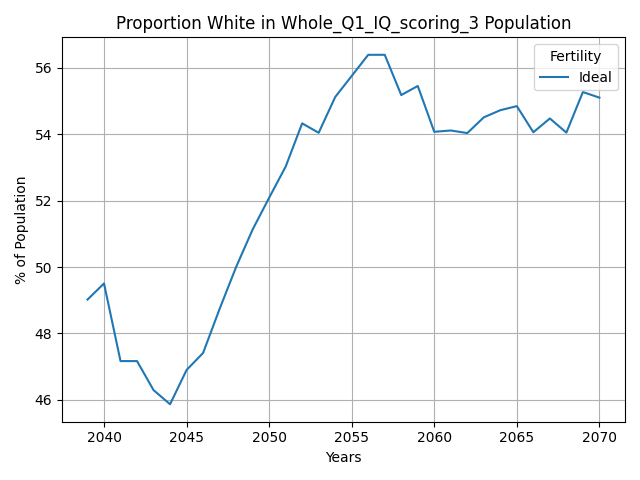 Proportion White in Whole_Q1_IQ_scoring_3 Population
Fertility
Ideal
% of Population
56
54
52
50
48
46
2040
2045
2050
2055
2060
2065
2070
Years